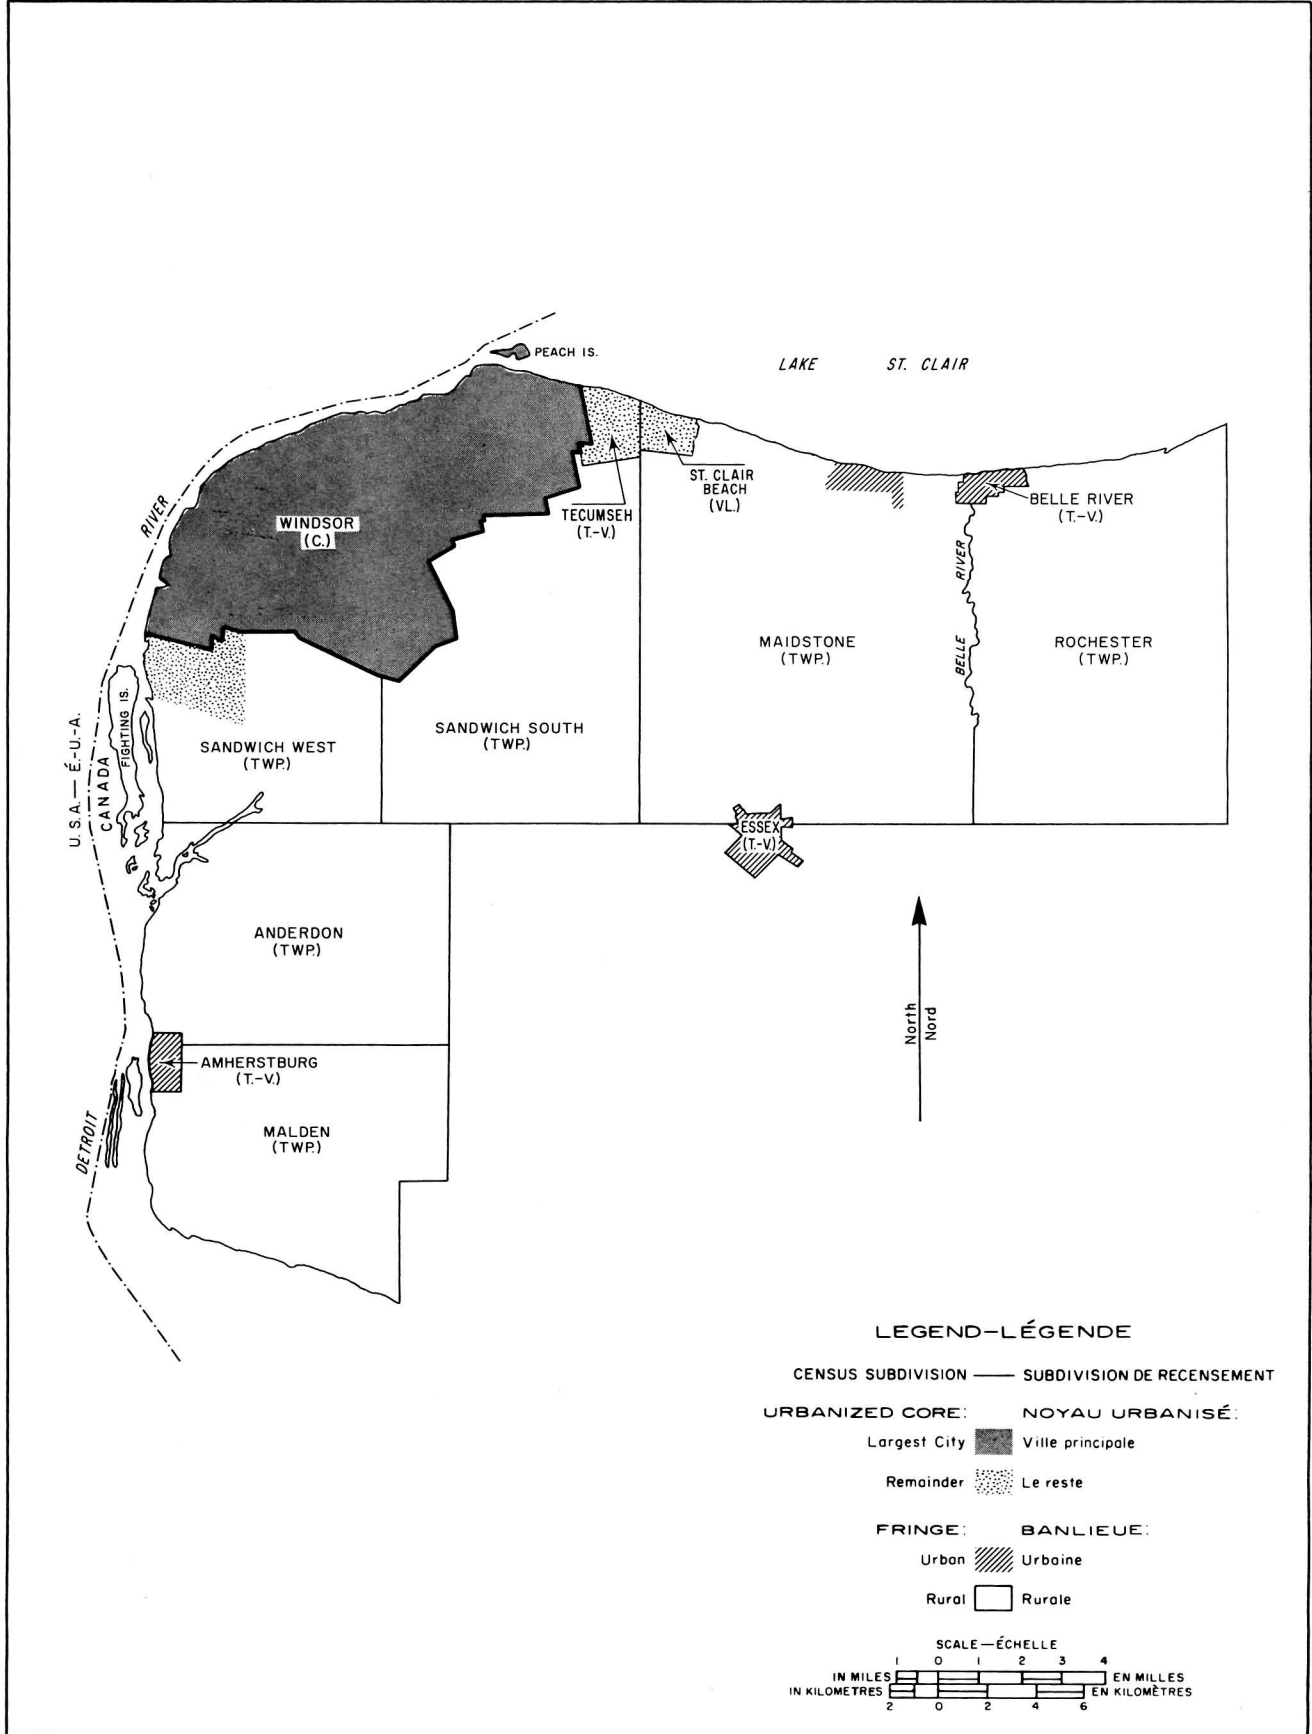 PEACH IS.
LAKE ST. CLAIR
RIVER
WINDSOR
(C.)
TECUMSEH
(T.-V.)
ST. CLAIR
BEACH
(VL.)
BELLE RIVER
(T.-V.)
BELLE RIVER
MAIDSTONE
(TWP.)
ROCHESTER
(TWP.)
SANDWICH SOUTH
(TWP.)
SANDWICH WEST
(TWP.)
FIGHTING IS.
U.S.A. — É.-U.-A.
CANADA
ESSEX
(T.-V.)
ANDERDON
(TWP.)
North
Nord
AMHERSTBURG
(T.-V.)
MALDEN
(TWP.)
DETROIT
LEGEND-LÉGENDE
CENSUS SUBDIVISION — SUBDIVISION DE RECENSEMENT
URBANIZED CORE: NOYAU URBANISÉ:
Largest City Ville principale
Remainder Le reste
FRINGE: BANLIEUE:
Urban Urbaine
Rural Rurale
SCALE—ÉCHELLE
1 0 1 2 3 4
IN MILES EN MILLES
IN KILOMETRES EN KILOMÈTRES
2 0 2 4 6